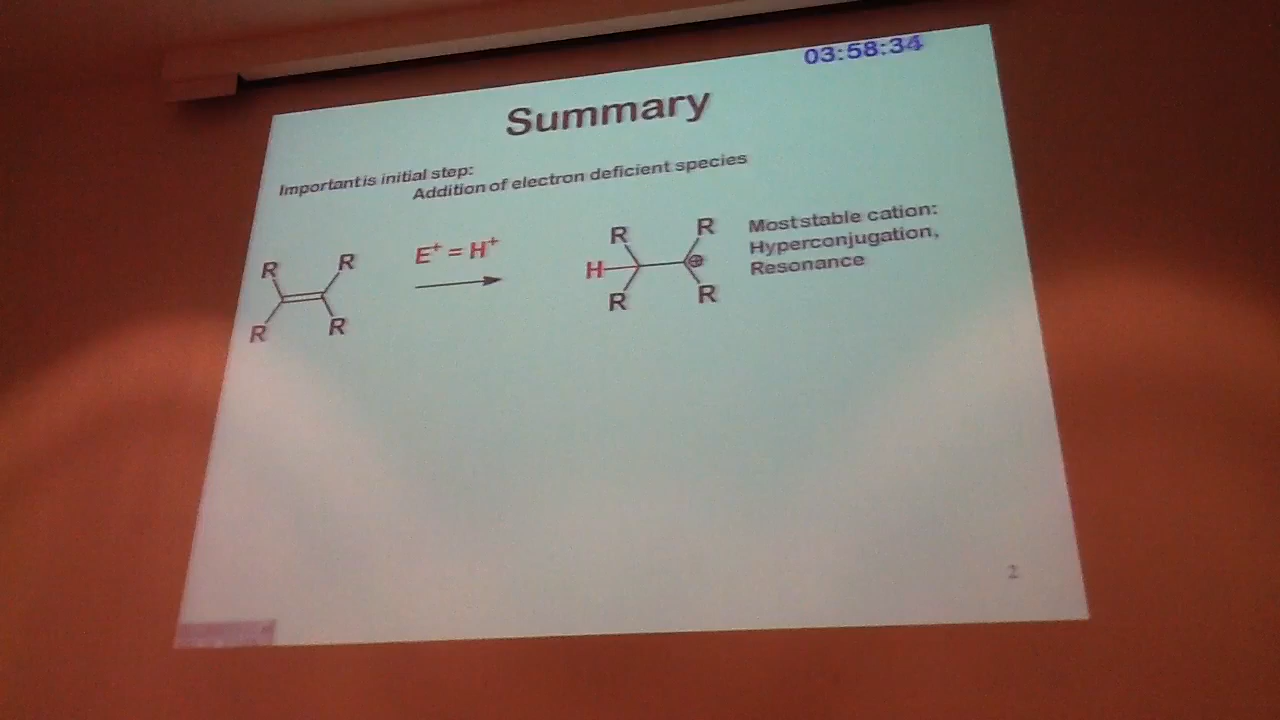 03:58:34
Summary
Important is initial step:
Addition of electron deficient species
R
R
R
R
E+ = H+
R
R
H
R
R
⊕
Most stable cation:
Hyperconjugation,
Resonance
2